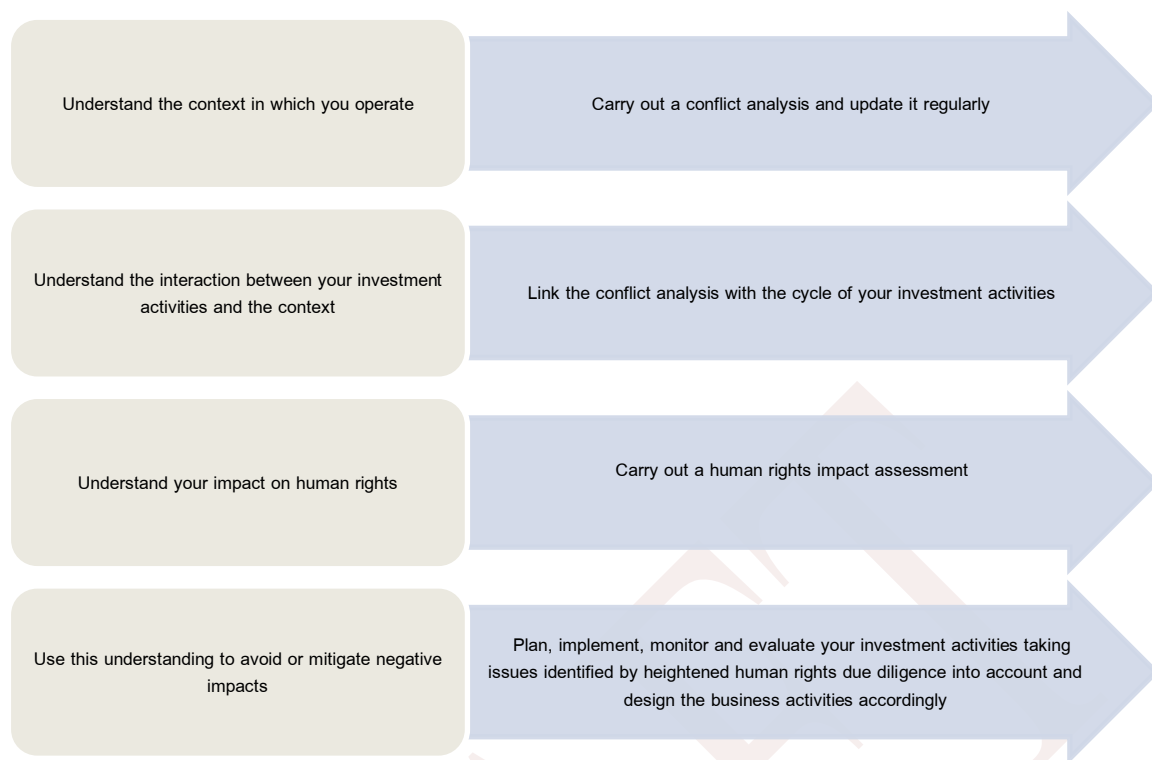 Understand the context in which you operate
Carry out a conflict analysis and update it regularly
Understand the interaction between your investment
activities and the context
Link the conflict analysis with the cycle of your investment activities
Understand your impact on human rights
Carry out a human rights impact assessment
Use this understanding to avoid or mitigate negative
impacts
Plan, implement, monitor and evaluate your investment activities taking
issues identified by heightened human rights due diligence into account and
design the business activities accordingly